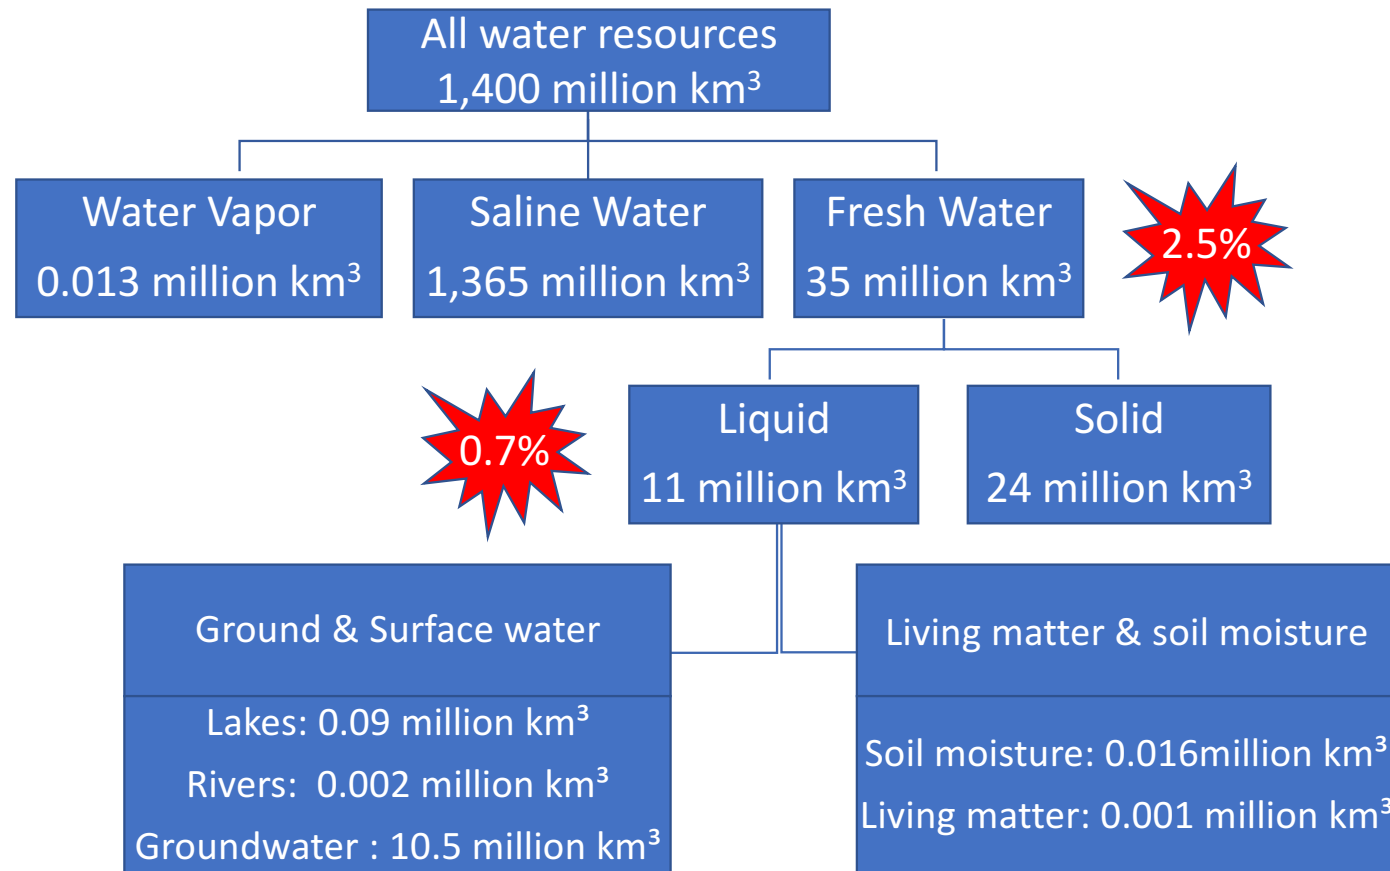 All water resources
1,400 million km³
Water Vapor
0.013 million km³
Saline Water
1,365 million km³
Fresh Water
35 million km³
2.5%
0.7%
Liquid
11 million km³
Solid
24 million km³
Ground & Surface water
Lakes: 0.09 million km³
Rivers: 0.002 million km³
Groundwater : 10.5 million km³
Living matter & soil moisture
Soil moisture: 0.016million km³
Living matter: 0.001 million km³